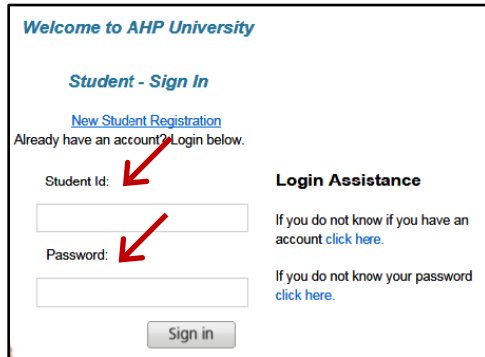 Welcome to AHP University
Student - Sign In
New Student Registration
Already have an account? Login below.
Student Id:
Password:
Sign in
Login Assistance
If you do not know if you have an
account click here.
If you do not know your password
click here.